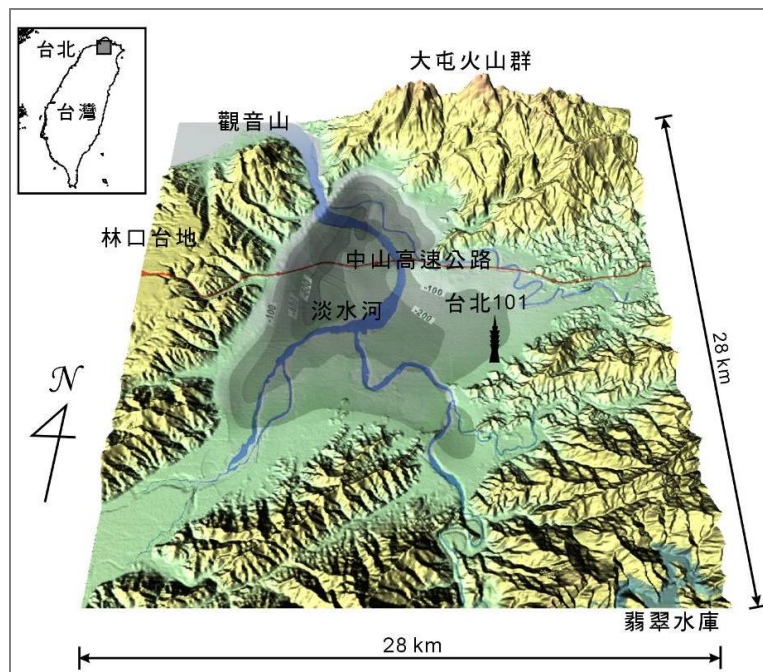 台北
台灣
大屯火山群
觀音山
林口台地
中山高速公路
-100
台北101
-100
淡水河
-200
28 km
N
翡翠水庫
28 km